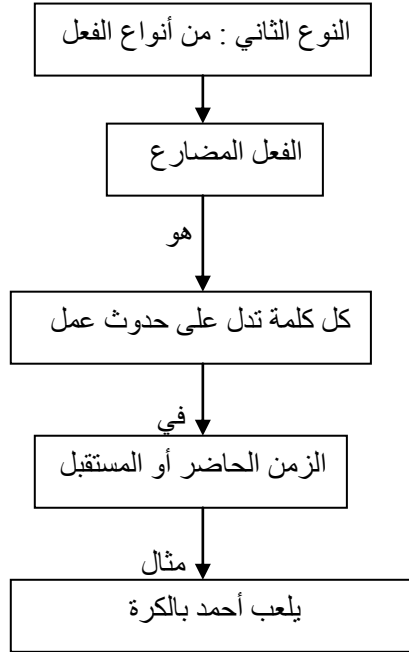 النوع الثاني : من أنواع الفعل
الفعل المضارع
هو
كل كلمة تدل على حدوث عمل
في
الزمن الحاضر أو المستقبل
مثال
يلعب أحمد بالكرة